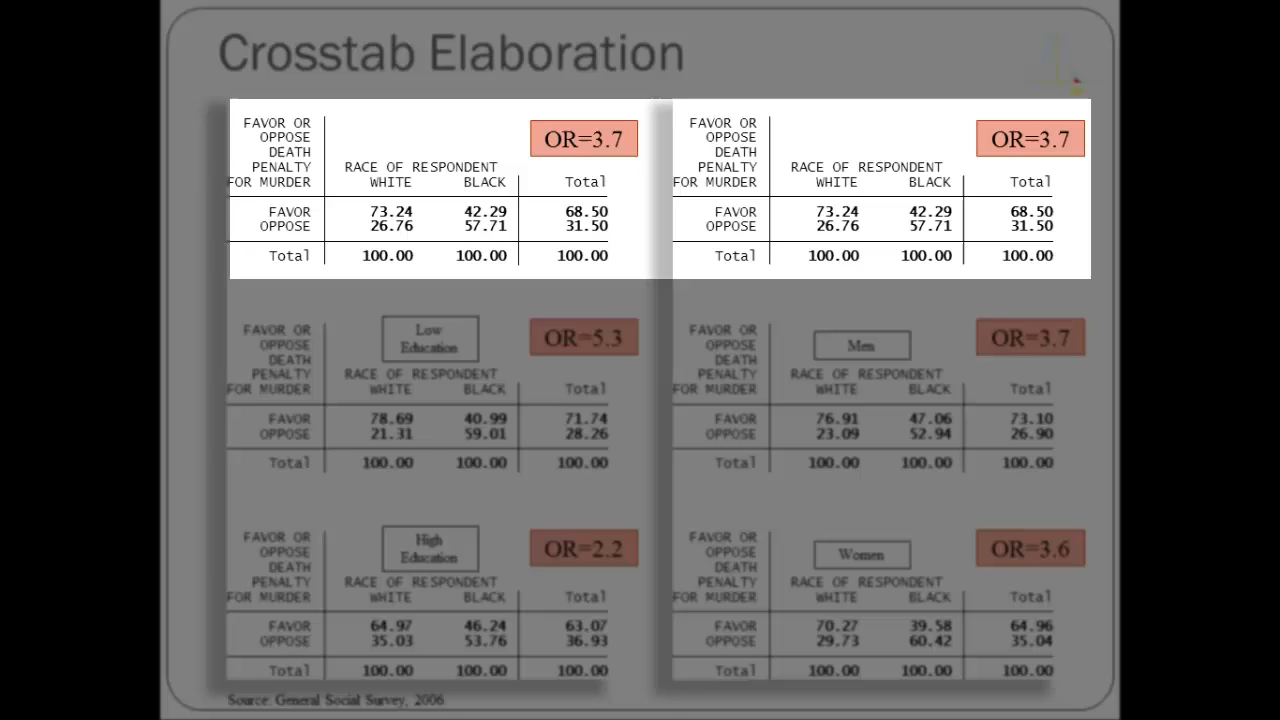 Crosstab Elaboration
FAVOR OR
OPPOSE
DEATH
PENALTY RACE OF RESPONDENT
FOR MURDER WHITE BLACK Total
OR=3.7
FAVOR 73.24 42.29 68.50
OPPOSE 26.76 57.71 31.50
Total 100.00 100.00 100.00
FAVOR OR
OPPOSE
DEATH
PENALTY RACE OF RESPONDENT
FOR MURDER WHITE BLACK Total
OR=3.7
FAVOR 73.24 42.29 68.50
OPPOSE 26.76 57.71 31.50
Total 100.00 100.00 100.00
FAVOR OR
OPPOSE
DEATH
PENALTY RACE OF RESPONDENT
FOR MURDER WHITE BLACK Total
Low
Education
OR=5.3
FAVOR 78.69 40.99 71.74
OPPOSE 21.31 59.01 28.26
Total 100.00 100.00 100.00
FAVOR OR
OPPOSE
DEATH
PENALTY RACE OF RESPONDENT
FOR MURDER WHITE BLACK Total
Men
OR=3.7
FAVOR 76.91 47.06 73.10
OPPOSE 23.09 52.94 26.90
Total 100.00 100.00 100.00
FAVOR OR
OPPOSE
DEATH
PENALTY RACE OF RESPONDENT
FOR MURDER WHITE BLACK Total
High
Education
OR=2.2
FAVOR 64.97 46.24 63.07
OPPOSE 35.03 53.76 36.93
Total 100.00 100.00 100.00
FAVOR OR
OPPOSE
DEATH
PENALTY RACE OF RESPONDENT
FOR MURDER WHITE BLACK Total
Women
OR=3.6
FAVOR 70.27 39.58 64.96
OPPOSE 29.73 60.42 35.04
Total 100.00 100.00 100.00
Source: General Social Survey, 2006